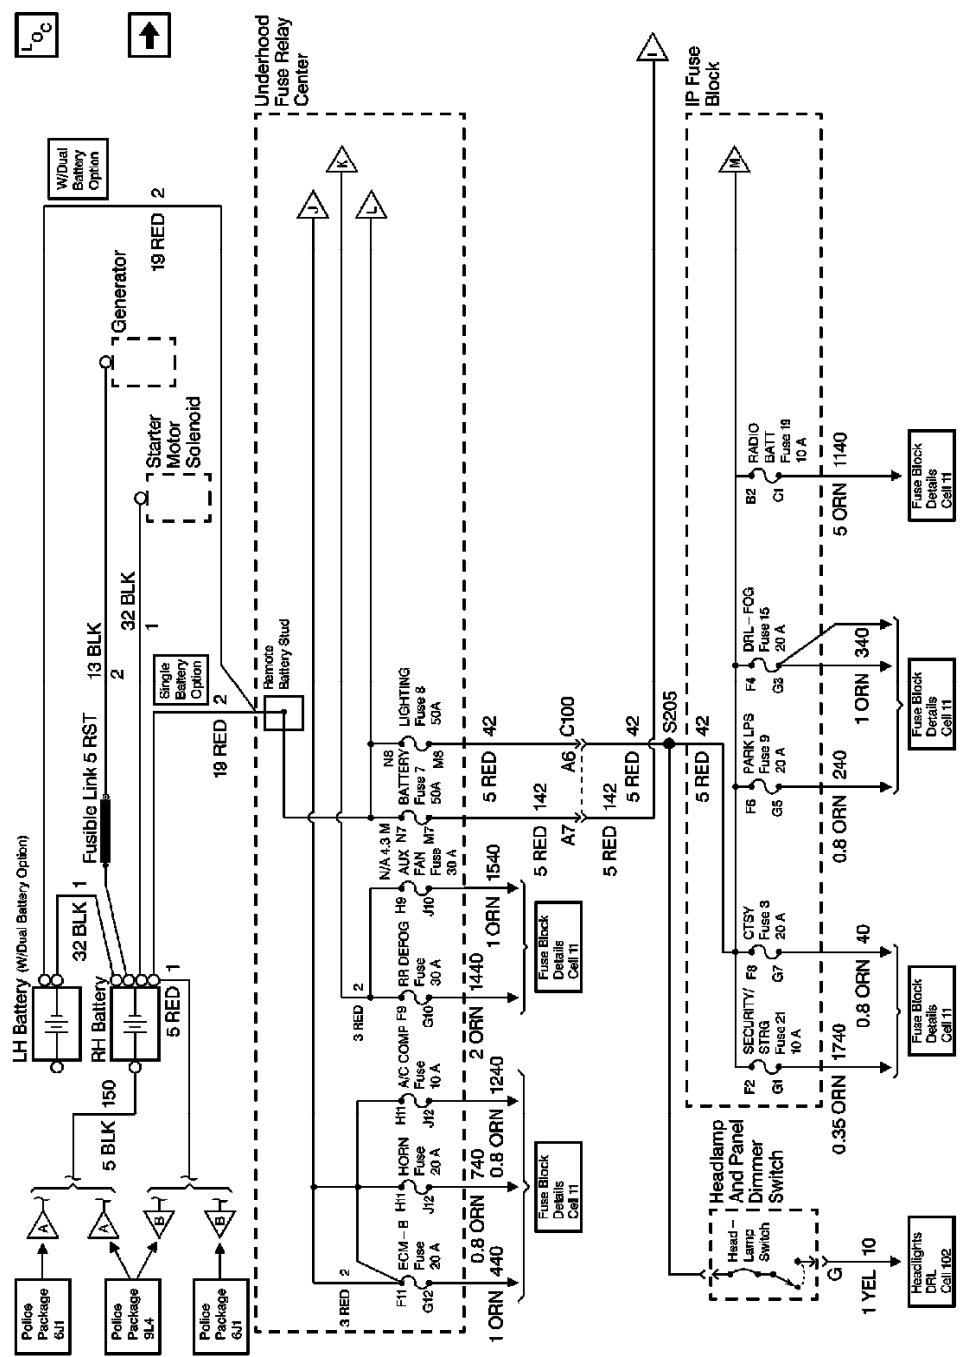 LOC
W/Dual
Battery
Option
19 RED 2
Generator
Starter
Motor
Solenoid
13 BLK
2
32 BLK
1
Single
Battery
Option
19 RED 2
Fusible Link 5 RST
LH Battery (W/Dual Battery Option)
32 BLK 1
RH Battery
5 RED 1
5 BLK 150
A
A
B
B
Police
Package
6J1
Police
Package
9L4
Police
Package
6J1
Underhood
Fuse Relay
Center
J
K
L
Remote
Battery Stud
N8
LIGHTING
Fuse 8
50A
M8
N7
BATTERY
Fuse 7
50A
M7
N/A 4.3 M
H9
AUX
FAN
Fuse
30 A
J10
F9
RR DEFOG
Fuse
30 A
G10
3 RED 2
H11
A/C COMP
Fuse
10 A
J12
H11
HORN
Fuse
20 A
J12
F11
ECM-B
Fuse
20 A
G12
3 RED 2
1 ORN 1540
2 ORN 1440
0.8 ORN 1240
0.8 ORN 740
1 ORN 440
Fuse Block
Details
Cell 11
Fuse Block
Details
Cell 11
5 RED 42
A6 C100
5 RED 42
5 RED 142
A7
5 RED 142
I
S205
5 RED 42
IP Fuse
Block
M
B2
RADIO
BATT
Fuse 19
10 A
C1
5 ORN 1140
Fuse Block
Details
Cell 11
F4
DRL-FOG
Fuse 15
20 A
G3
1 ORN 340
F6
PARK LPS
Fuse 9
20 A
G5
0.8 ORN 240
Fuse Block
Details
Cell 11
F8
CTSY
Fuse 3
20 A
G7
0.8 ORN 40
F2
SECURITY/
STRG
Fuse 21
10 A
G1
0.35 ORN 1740
Fuse Block
Details
Cell 11
Headlamp
And Panel
Dimmer
Switch
Head-
Lamp
Switch
G
1 YEL 10
Headlights
DRL
Cell 102